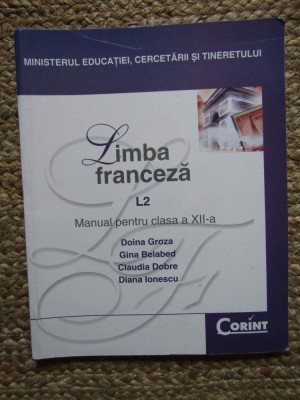 MINISTERUL EDUCAȚIEI, CERCETĂRII ȘI TINERETULUI
Limba
franceză
L2
Manual pentru clasa a XII-a
Doina Groza
Gina Belabed
Claudia Dobre
Diana Ionescu
CORINT